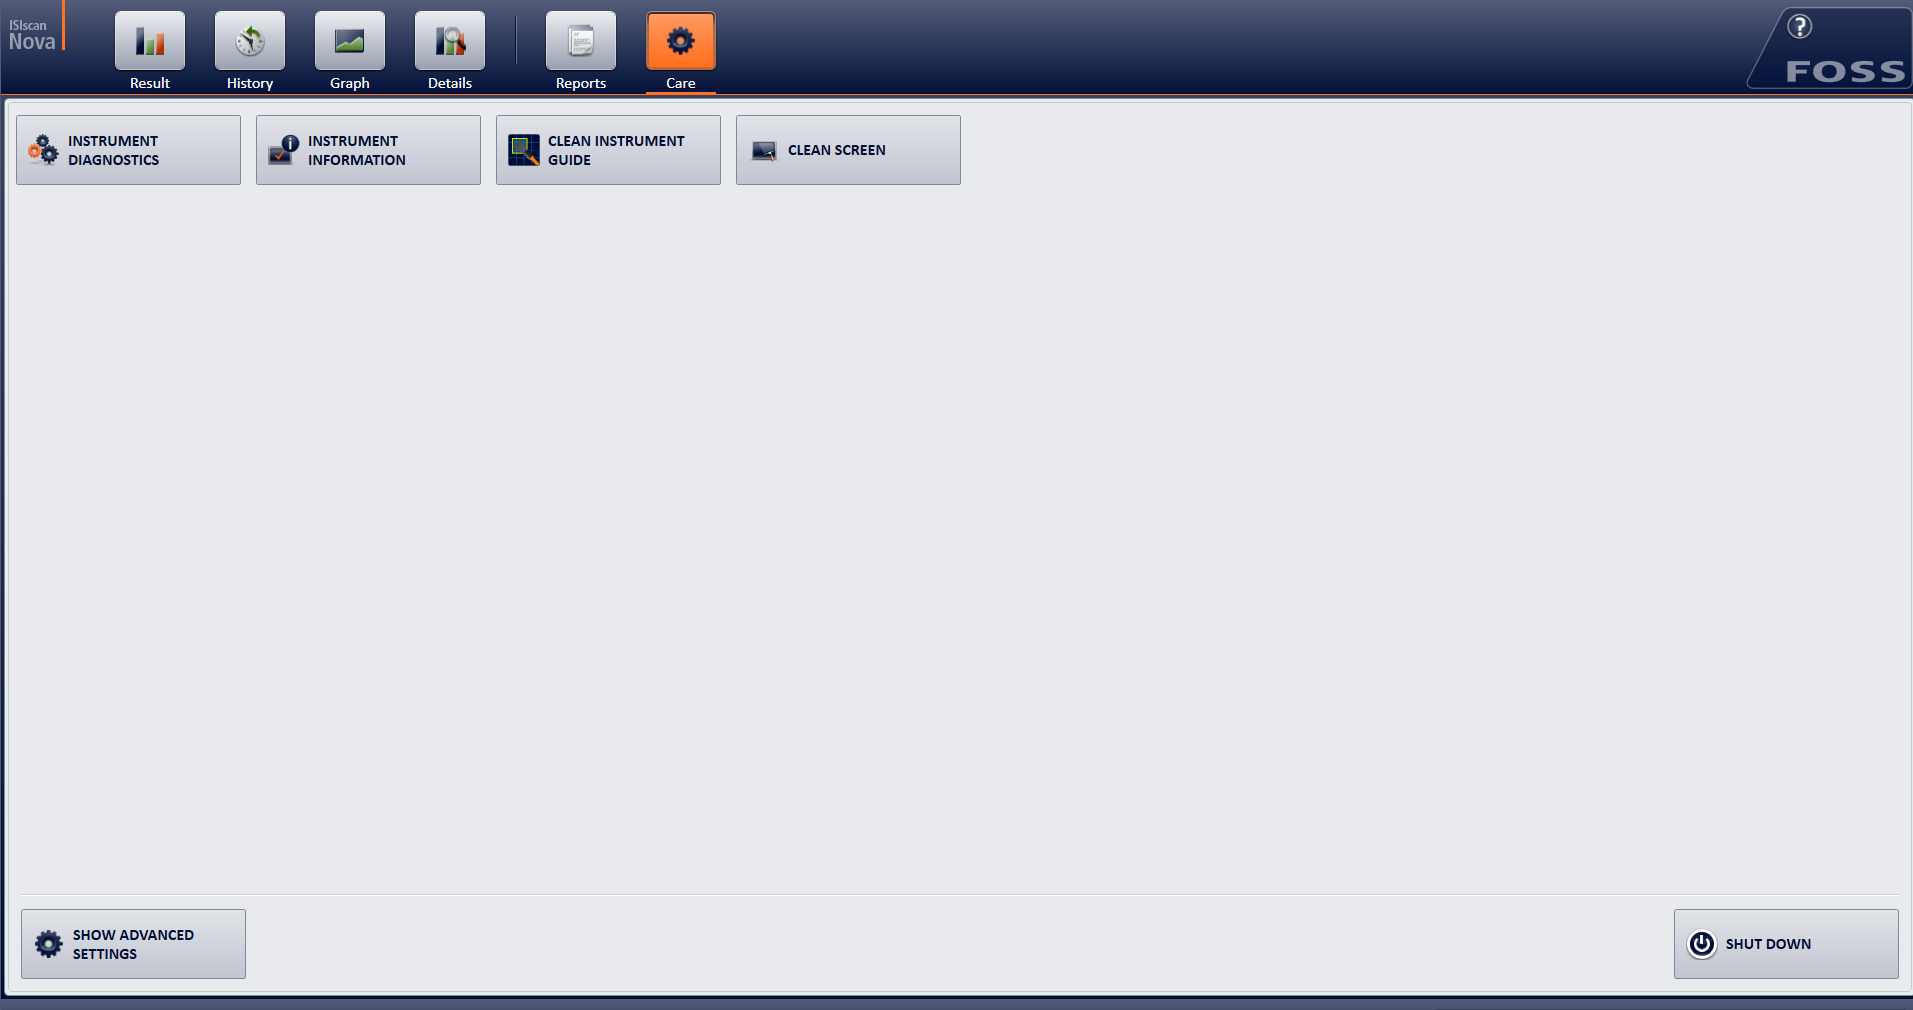 ISIscan
Nova
Result
History
Graph
Details
Reports
Care
?
FOSS
INSTRUMENT
DIAGNOSTICS
INSTRUMENT
INFORMATION
CLEAN INSTRUMENT
GUIDE
CLEAN SCREEN
SHOW ADVANCED
SETTINGS
SHUT DOWN